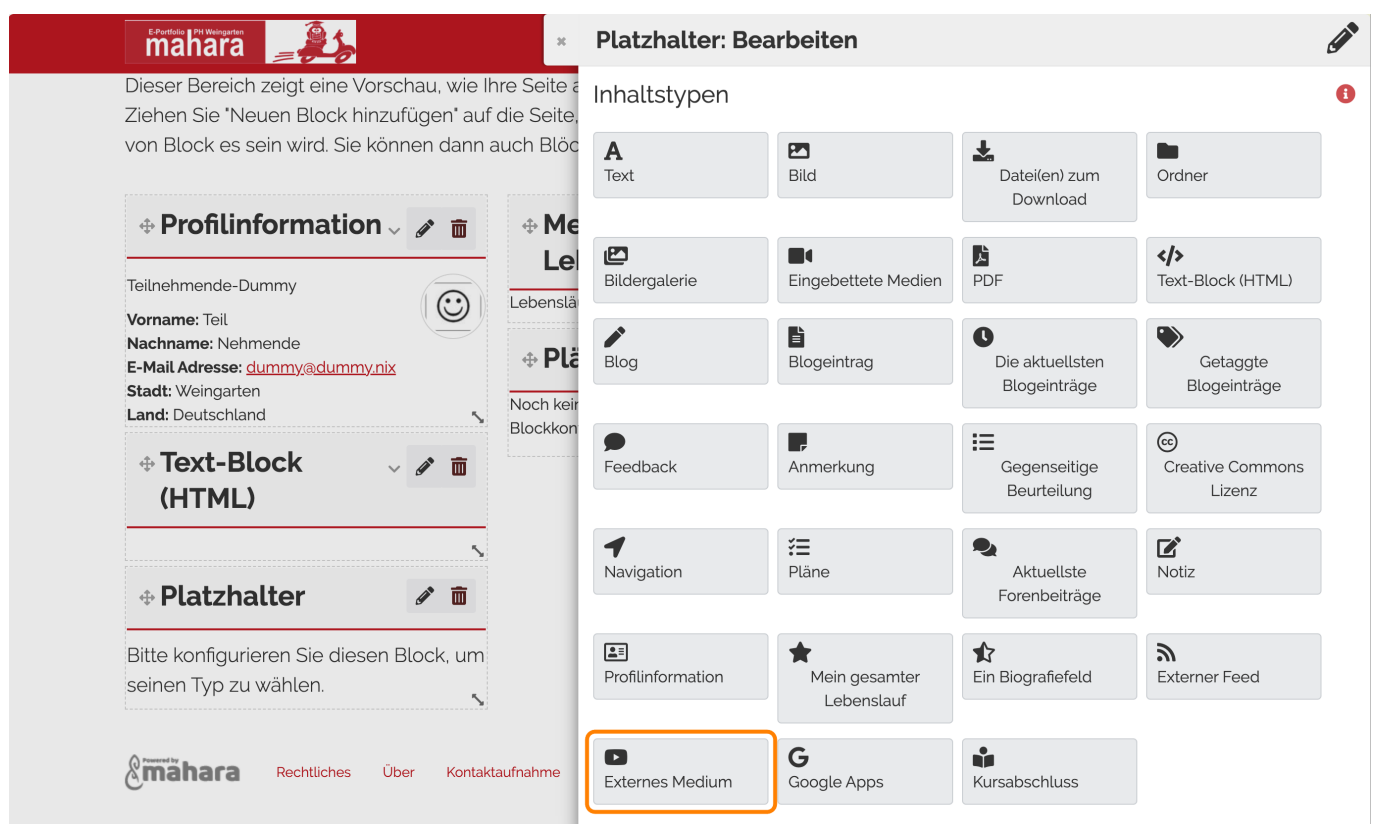 E-Portfolio PH Weingarten
mahara
Dieser Bereich zeigt eine Vorschau, wie Ihre Seite a
Ziehen Sie "Neuen Block hinzufügen" auf die Seite,
von Block es sein wird. Sie können dann auch Blöc
Profilinformation
Teilnehmende-Dummy
Vorname: Teil
Nachname: Nehmende
E-Mail Adresse: dummy@dummy.nix
Stadt: Weingarten
Land: Deutschland
Text-Block
(HTML)
Platzhalter
Bitte konfigurieren Sie diesen Block, um
seinen Typ zu wählen.
Me
Le
Lebenslä
Plä
Noch kei
Blockkon
Powered by
mahara
Rechtliches Über Kontaktaufnahme
Platzhalter: Bearbeiten
Inhaltstypen
Text
Bild
Datei(en) zum
Download
Ordner
Bildergalerie
Eingebettete Medien
PDF
Text-Block (HTML)
Blog
Blogeintrag
Die aktuellsten
Blogeinträge
Getaggte
Blogeinträge
Feedback
Anmerkung
Gegenseitige
Beurteilung
Creative Commons
Lizenz
Navigation
Pläne
Aktuellste
Forenbeiträge
Notiz
Profilinformation
Mein gesamter
Lebenslauf
Ein Biografiefeld
Externer Feed
Externes Medium
Google Apps
Kursabschluss